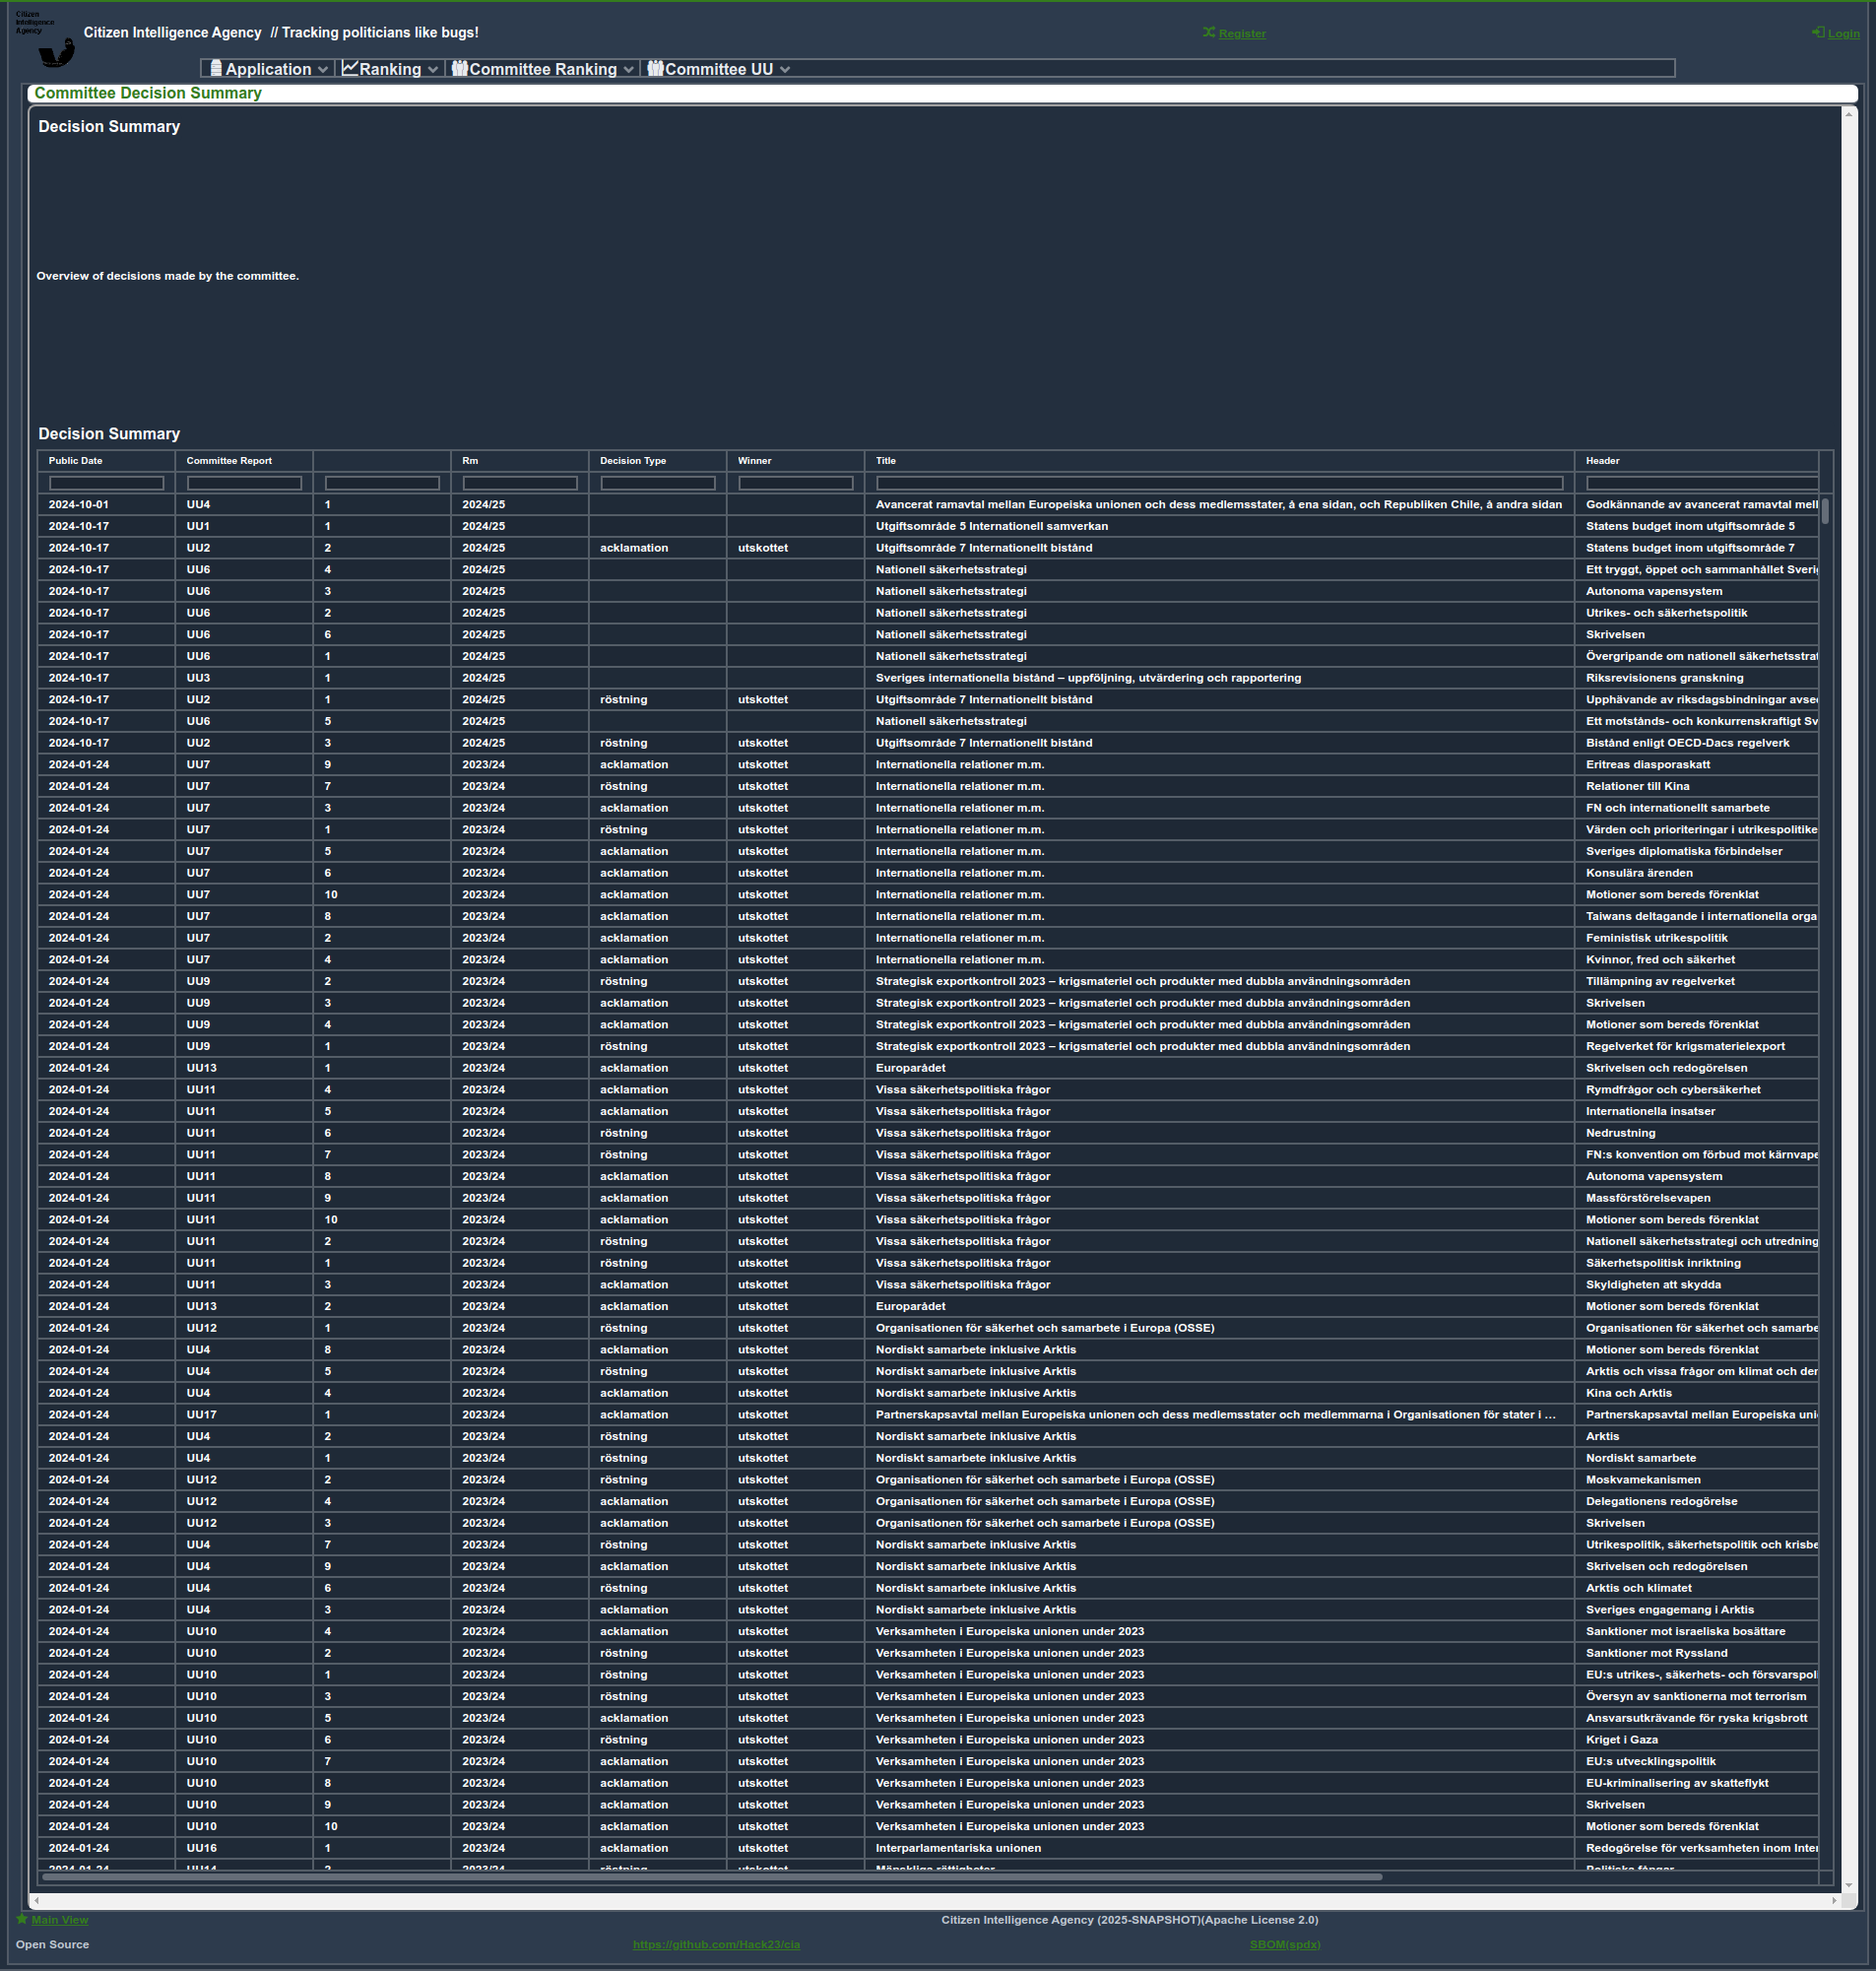 Citizen
Intelligence
Agency
Citizen Intelligence Agency // Tracking politicians like bugs!
Register
Login
Application Ranking Committee Ranking Committee UU
Committee Decision Summary
Decision Summary
Overview of decisions made by the committee.
Decision Summary
Public Date Committee Report Rm Decision Type Winner Title Header
2024-10-01 UU4 1 2024/25 Avancerat ramavtal mellan Europeiska unionen och dess medlemsstater, å ena sidan, och Republiken Chile, å andra sidan Godkännande av avancerat ramavtal mell
2024-10-17 UU1 1 2024/25 Utgiftsområde 5 Internationell samverkan Statens budget inom utgiftsområde 5
2024-10-17 UU2 2 2024/25 acklamation utskottet Utgiftsområde 7 Internationellt bistånd Statens budget inom utgiftsområde 7
2024-10-17 UU6 4 2024/25 Nationell säkerhetsstrategi Ett tryggt, öppet och sammanhållet Sveri
2024-10-17 UU6 3 2024/25 Nationell säkerhetsstrategi Autonoma vapensystem
2024-10-17 UU6 2 2024/25 Nationell säkerhetsstrategi Utrikes- och säkerhetspolitik
2024-10-17 UU6 6 2024/25 Nationell säkerhetsstrategi Skrivelsen
2024-10-17 UU6 1 2024/25 Nationell säkerhetsstrategi Övergripande om nationell säkerhetsstrat
2024-10-17 UU3 1 2024/25 Sveriges internationella bistånd – uppföljning, utvärdering och rapportering Riksrevisionens granskning
2024-10-17 UU2 1 2024/25 röstning utskottet Utgiftsområde 7 Internationellt bistånd Upphävande av riksdagsbindningar avse
2024-10-17 UU6 5 2024/25 Nationell säkerhetsstrategi Ett motstånds- och konkurrenskraftigt Sv
2024-10-17 UU2 3 2024/25 röstning utskottet Utgiftsområde 7 Internationellt bistånd Bistånd enligt OECD-Dacs regelverk
2024-01-24 UU7 9 2023/24 acklamation utskottet Internationella relationer m.m. Eritreas diasporaskatt
2024-01-24 UU7 7 2023/24 röstning utskottet Internationella relationer m.m. Relationer till Kina
2024-01-24 UU7 3 2023/24 acklamation utskottet Internationella relationer m.m. FN och internationellt samarbete
2024-01-24 UU7 1 2023/24 röstning utskottet Internationella relationer m.m. Värden och prioriteringar i utrikespolitike
2024-01-24 UU7 5 2023/24 acklamation utskottet Internationella relationer m.m. Sveriges diplomatiska förbindelser
2024-01-24 UU7 6 2023/24 acklamation utskottet Internationella relationer m.m. Konsulära ärenden
2024-01-24 UU7 10 2023/24 acklamation utskottet Internationella relationer m.m. Motioner som bereds förenklat
2024-01-24 UU7 8 2023/24 acklamation utskottet Internationella relationer m.m. Taiwans deltagande i internationella orga
2024-01-24 UU7 2 2023/24 acklamation utskottet Internationella relationer m.m. Feministisk utrikespolitik
2024-01-24 UU7 4 2023/24 acklamation utskottet Internationella relationer m.m. Kvinnor, fred och säkerhet
2024-01-24 UU9 2 2023/24 röstning utskottet Strategisk exportkontroll 2023 – krigsmateriel och produkter med dubbla användningsområden Tillämpning av regelverket
2024-01-24 UU9 3 2023/24 acklamation utskottet Strategisk exportkontroll 2023 – krigsmateriel och produkter med dubbla användningsområden Skrivelsen
2024-01-24 UU9 4 2023/24 acklamation utskottet Strategisk exportkontroll 2023 – krigsmateriel och produkter med dubbla användningsområden Motioner som bereds förenklat
2024-01-24 UU9 1 2023/24 röstning utskottet Strategisk exportkontroll 2023 – krigsmateriel och produkter med dubbla användningsområden Regelverket för krigsmaterielexport
2024-01-24 UU13 1 2023/24 acklamation utskottet Europarådet Skrivelsen och redogörelsen
2024-01-24 UU11 4 2023/24 acklamation utskottet Vissa säkerhetspolitiska frågor Rymdfrågor och cybersäkerhet
2024-01-24 UU11 5 2023/24 acklamation utskottet Vissa säkerhetspolitiska frågor Internationella insatser
2024-01-24 UU11 6 2023/24 röstning utskottet Vissa säkerhetspolitiska frågor Nedrustning
2024-01-24 UU11 7 2023/24 röstning utskottet Vissa säkerhetspolitiska frågor FN:s konvention om förbud mot kärnvape
2024-01-24 UU11 8 2023/24 acklamation utskottet Vissa säkerhetspolitiska frågor Autonoma vapensystem
2024-01-24 UU11 9 2023/24 acklamation utskottet Vissa säkerhetspolitiska frågor Massförstörelsevapen
2024-01-24 UU11 10 2023/24 acklamation utskottet Vissa säkerhetspolitiska frågor Motioner som bereds förenklat
2024-01-24 UU11 2 2023/24 röstning utskottet Vissa säkerhetspolitiska frågor Nationell säkerhetsstrategi och utredning
2024-01-24 UU11 1 2023/24 röstning utskottet Vissa säkerhetspolitiska frågor Säkerhetspolitisk inriktning
2024-01-24 UU11 3 2023/24 acklamation utskottet Vissa säkerhetspolitiska frågor Skyldigheten att skydda
2024-01-24 UU13 2 2023/24 acklamation utskottet Europarådet Motioner som bereds förenklat
2024-01-24 UU12 1 2023/24 röstning utskottet Organisationen för säkerhet och samarbete i Europa (OSSE) Organisationen för säkerhet och samarbe
2024-01-24 UU4 8 2023/24 acklamation utskottet Nordiskt samarbete inklusive Arktis Motioner som bereds förenklat
2024-01-24 UU4 5 2023/24 röstning utskottet Nordiskt samarbete inklusive Arktis Arktis och vissa frågor om klimat och der
2024-01-24 UU4 4 2023/24 acklamation utskottet Nordiskt samarbete inklusive Arktis Kina och Arktis
2024-01-24 UU17 1 2023/24 acklamation utskottet Partnerskapsavtal mellan Europeiska unionen och dess medlemsstater och medlemmarna i Organisationen för stater i ... Partnerskapsavtal mellan Europeiska uni
2024-01-24 UU4 2 2023/24 röstning utskottet Nordiskt samarbete inklusive Arktis Arktis
2024-01-24 UU4 1 2023/24 röstning utskottet Nordiskt samarbete inklusive Arktis Nordiskt samarbete
2024-01-24 UU12 2 2023/24 röstning utskottet Organisationen för säkerhet och samarbete i Europa (OSSE) Moskvamekanismen
2024-01-24 UU12 4 2023/24 acklamation utskottet Organisationen för säkerhet och samarbete i Europa (OSSE) Delegationens redogörelse
2024-01-24 UU12 3 2023/24 acklamation utskottet Organisationen för säkerhet och samarbete i Europa (OSSE) Skrivelsen
2024-01-24 UU4 7 2023/24 röstning utskottet Nordiskt samarbete inklusive Arktis Utrikespolitik, säkerhetspolitik och krisbe
2024-01-24 UU4 9 2023/24 acklamation utskottet Nordiskt samarbete inklusive Arktis Skrivelsen och redogörelsen
2024-01-24 UU4 6 2023/24 röstning utskottet Nordiskt samarbete inklusive Arktis Arktis och klimatet
2024-01-24 UU4 3 2023/24 acklamation utskottet Nordiskt samarbete inklusive Arktis Sveriges engagemang i Arktis
2024-01-24 UU10 4 2023/24 acklamation utskottet Verksamheten i Europeiska unionen under 2023 Sanktioner mot israeliska bosättare
2024-01-24 UU10 2 2023/24 röstning utskottet Verksamheten i Europeiska unionen under 2023 Sanktioner mot Ryssland
2024-01-24 UU10 1 2023/24 röstning utskottet Verksamheten i Europeiska unionen under 2023 EU:s utrikes-, säkerhets- och försvarspol
2024-01-24 UU10 3 2023/24 röstning utskottet Verksamheten i Europeiska unionen under 2023 Översyn av sanktionerna mot terrorism
2024-01-24 UU10 5 2023/24 acklamation utskottet Verksamheten i Europeiska unionen under 2023 Ansvarsutkrävande för ryska krigsbrott
2024-01-24 UU10 6 2023/24 röstning utskottet Verksamheten i Europeiska unionen under 2023 Kriget i Gaza
2024-01-24 UU10 7 2023/24 acklamation utskottet Verksamheten i Europeiska unionen under 2023 EU:s utvecklingspolitik
2024-01-24 UU10 8 2023/24 acklamation utskottet Verksamheten i Europeiska unionen under 2023 EU-kriminalisering av skatteflykt
2024-01-24 UU10 9 2023/24 acklamation utskottet Verksamheten i Europeiska unionen under 2023 Skrivelsen
2024-01-24 UU10 10 2023/24 acklamation utskottet Verksamheten i Europeiska unionen under 2023 Motioner som bereds förenklat
2024-01-24 UU16 1 2023/24 acklamation utskottet Interparlamentariska unionen Redogörelse för verksamheten inom Inter
2024-01-24 UU14 2 2023/24 röstning utskottet Mänskliga rättigheter Politiska fångar
Main View
Citizen Intelligence Agency (2025-SNAPSHOT)(Apache License 2.0)
Open Source
https://github.com/Hack23/cia
SBOM(spdx)